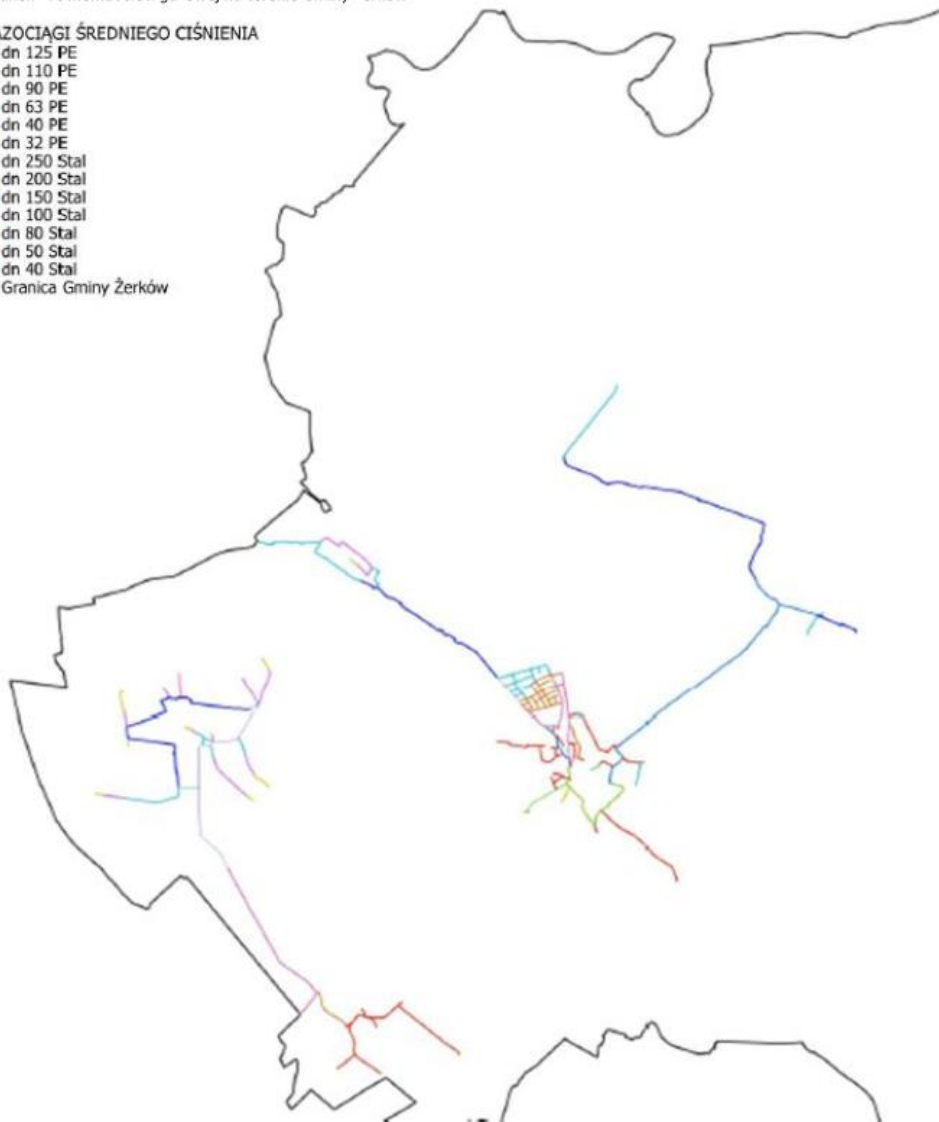 ZOCIĄGI ŚREDNIEGO CIŚNIENIA
dn 125 PE
dn 110 PE
dn 90 PE
dn 63 PE
dn 40 PE
dn 32 PE
dn 250 Stal
dn 200 Stal
dn 150 Stal
dn 100 Stal
dn 80 Stal
dn 50 Stal
dn 40 Stal
Granica Gminy Żerków